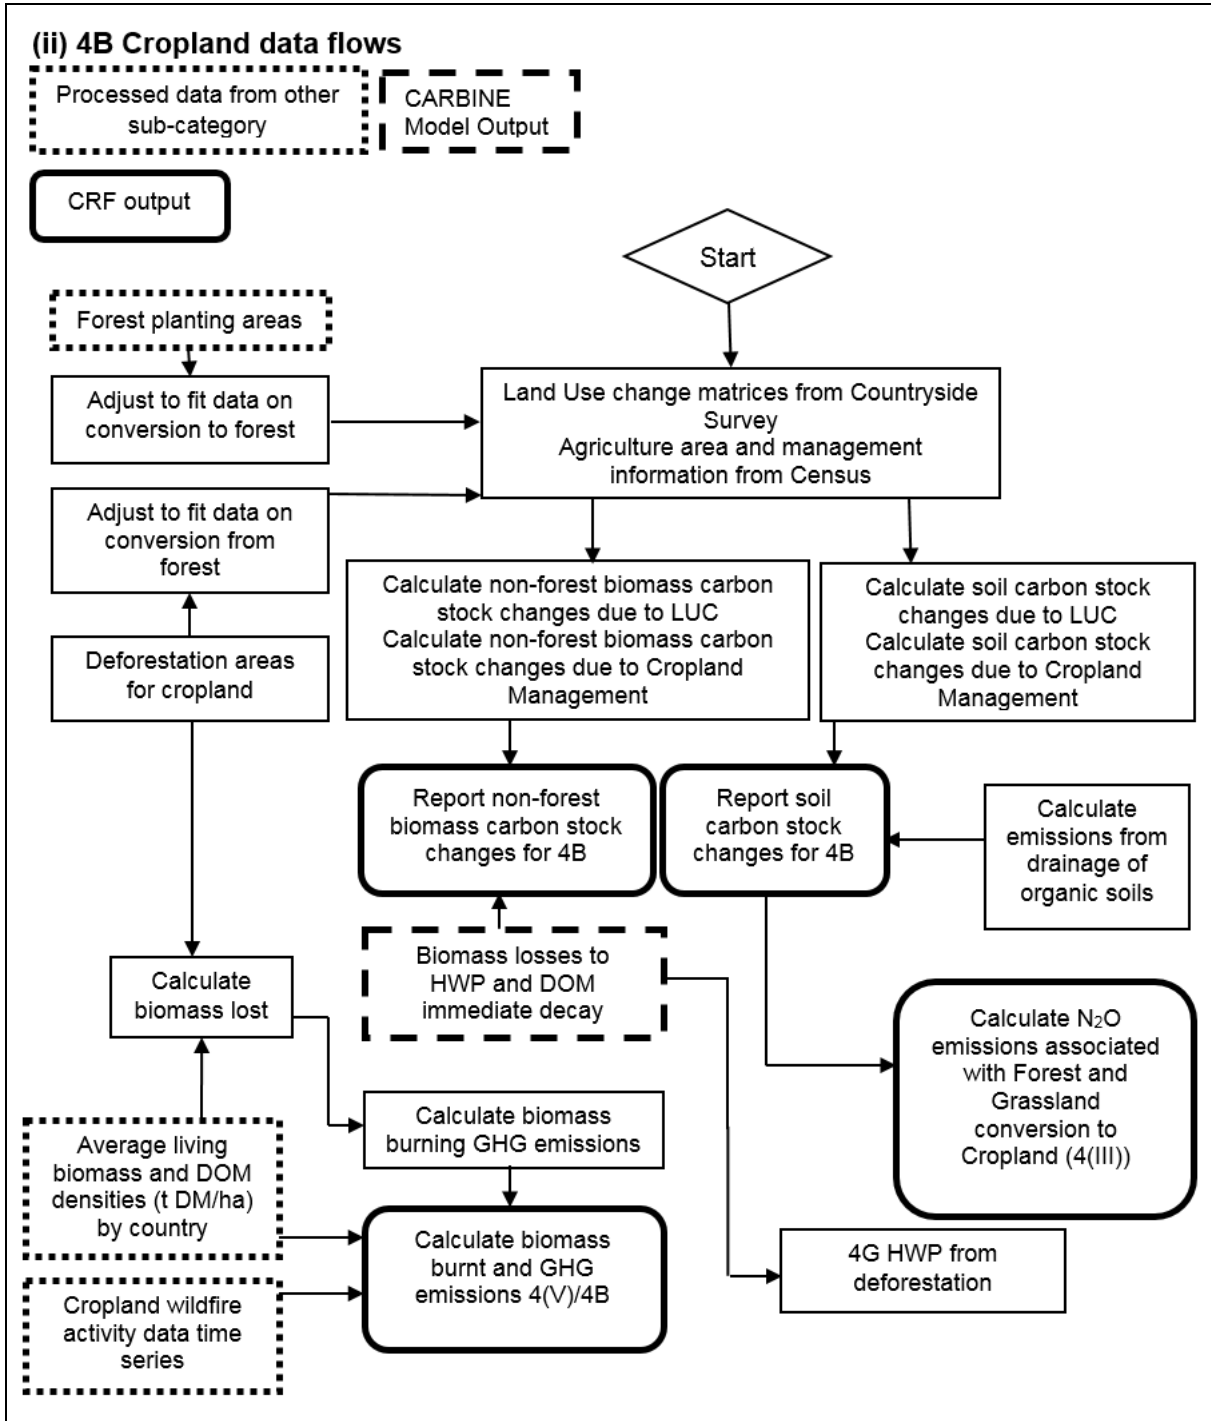 (ii) 4B Cropland data flows
Processed data from other
sub-category
CARBINE
Model Output
CRF output
Start
Forest planting areas
Adjust to fit data on
conversion to forest
Land Use change matrices from Countryside
Survey
Agriculture area and management
information from Census
Adjust to fit data on
conversion from
forest
Calculate non-forest biomass carbon
stock changes due to LUC
Calculate non-forest biomass carbon
stock changes due to Cropland
Management
Calculate soil carbon stock
changes due to LUC
Calculate soil carbon stock
changes due to Cropland
Management
Deforestation areas
for cropland
Report non-forest
biomass carbon stock
changes for 4B
Report soil
carbon stock
changes for 4B
Calculate
emissions from
drainage of
organic soils
Biomass losses to
HWP and DOM
immediate decay
Calculate
biomass lost
Calculate N₂O
emissions associated
with Forest and
Grassland
conversion to
Cropland (4(III))
Calculate biomass
burning GHG emissions
Average living
biomass and DOM
densities (t DM/ha)
by country
Calculate biomass
burnt and GHG
emissions 4(V)/4B
4G HWP from
deforestation
Cropland wildfire
activity data time
series